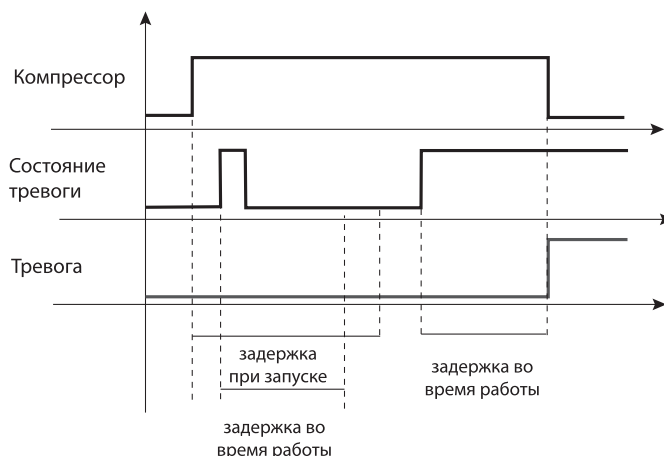 Компрессор
Состояние
тревоги
Тревога
задержка
при запуске
задержка во
время работы
задержка во
время работы